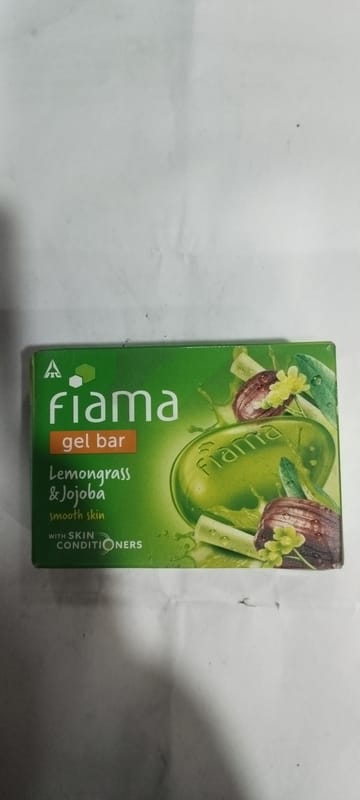 ITC
fiama
gel bar
Lemongrass
& Jojoba
smooth skin
WITH SKIN
CONDITIONERS
fiama